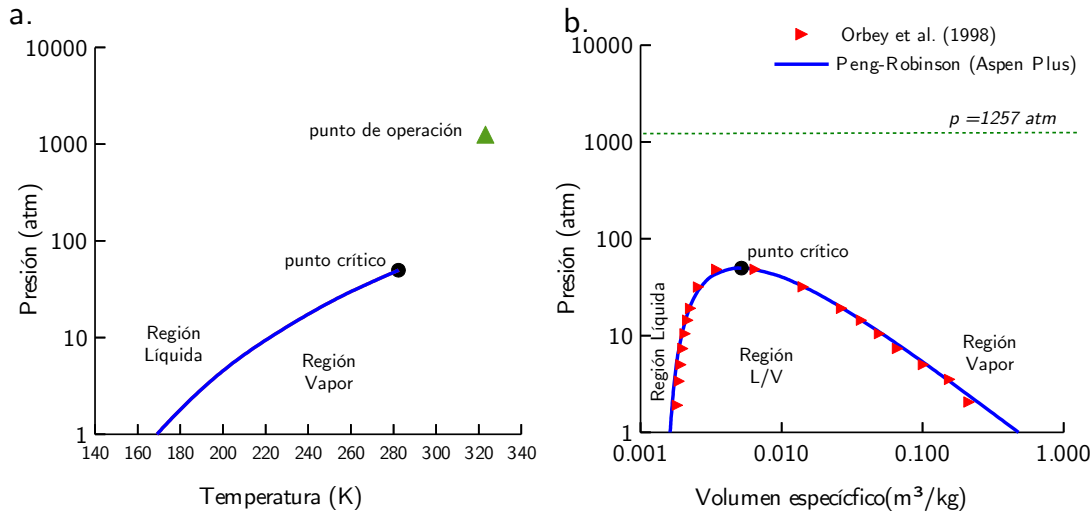 a.
10000
1000
100
10
1
Presión (atm)
punto de operación
punto crítico
Región
Líquida
Región
Vapor
140 160 180 200 220 240 260 280 300 320 340
Temperatura (K)
b.
Orbey et al. (1998)
Peng-Robinson (Aspen Plus)
10000
1000
100
10
1
Presión (atm)
p =1257 atm
punto crítico
Región Líquida
Región
L/V
Región
Vapor
0.001 0.010 0.100 1.000
Volumen especícfico(m³/kg)